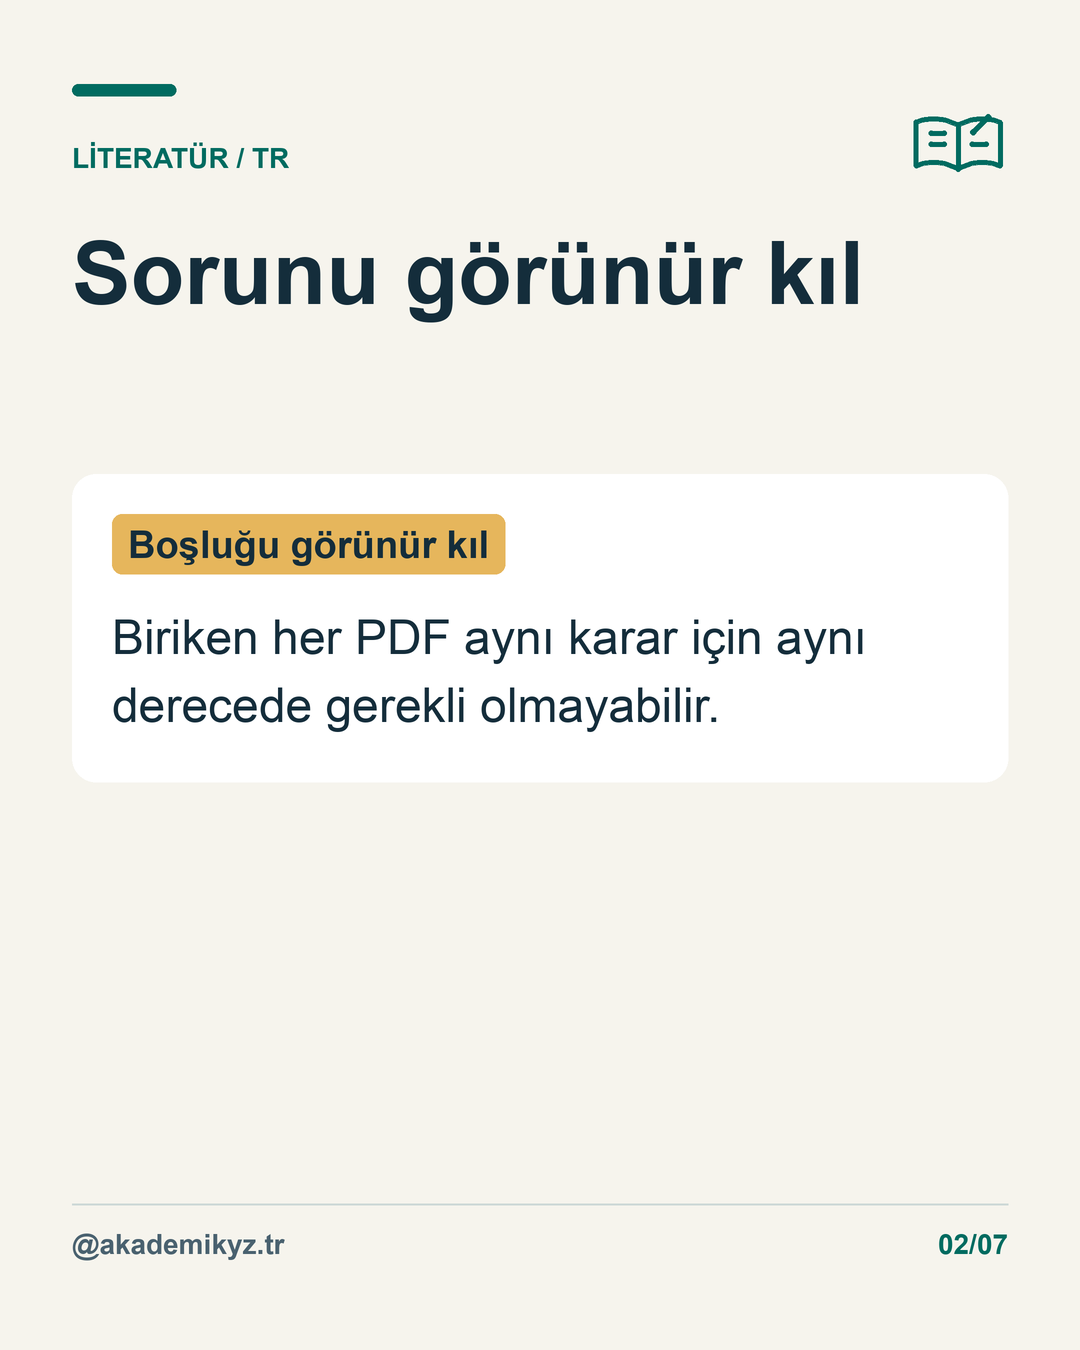 LİTERATÜR / TR
Sorunu görünür kıl
Boşluğu görünür kıl
Biriken her PDF aynı karar için aynı
derecede gerekli olmayabilir.
@akademikyz.tr
02/07